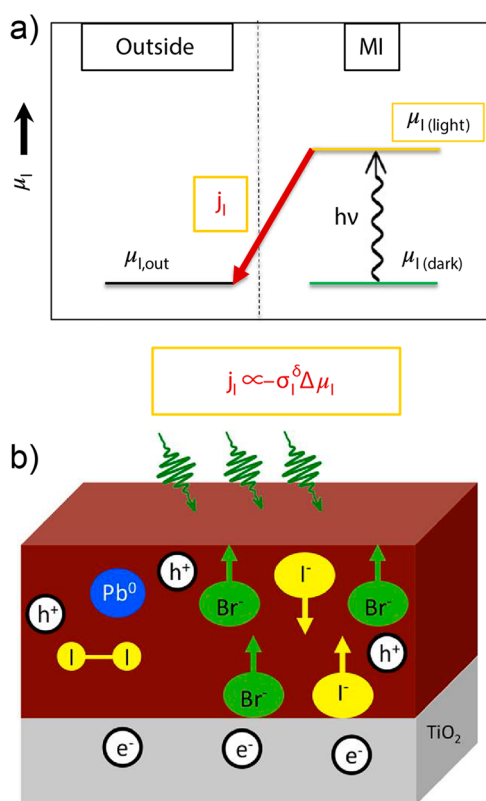 a)
Outside
MI
μI
μI (light)
jI
hν
μI,out
μI (dark)
jI ∝–σIδΔμI
b)
h+
I-
Pb0
Br-
Br-
h+
I
I
h+
Br-
I-
TiO2
e-
e-
e-